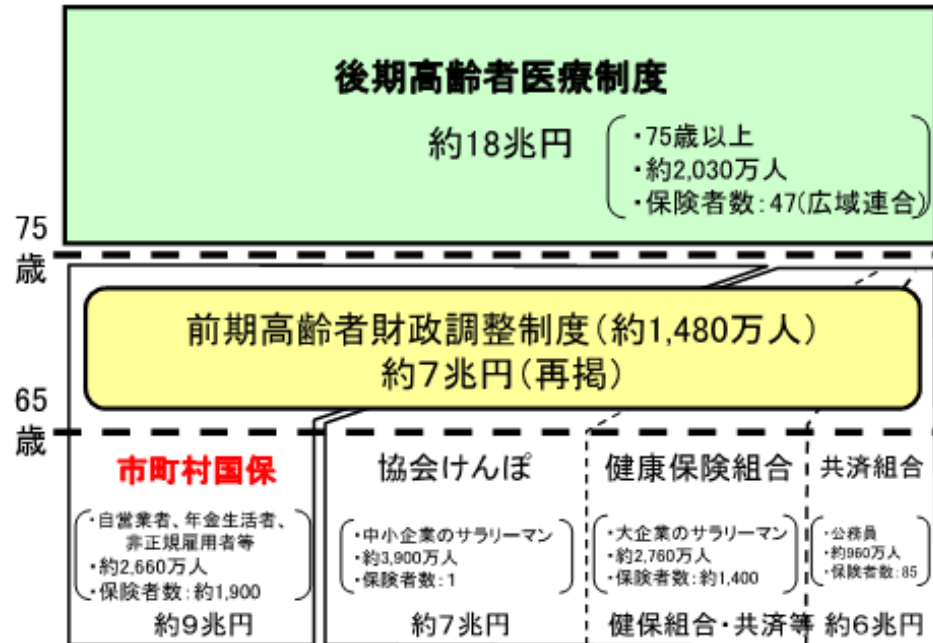 後期高齢者医療制度
約18兆円
・75歳以上
・約2,030万人
・保険者数:47(広域連合)
75
歳
前期高齢者財政調整制度(約1,480万人)
約7兆円(再掲)
65
歳
市町村国保
・自営業者、年金生活者、
非正規雇用者等
・約2,660万人
・保険者数:約1,900
約9兆円
協会けんぽ
・中小企業のサラリーマン
・約3,900万人
・保険者数:1
約7兆円
健康保険組合
・大企業のサラリーマン
・約2,760万人
・保険者数:約1,400
共済組合
・公務員
・約960万人
・保険者数:85
健保組合・共済等 約6兆円